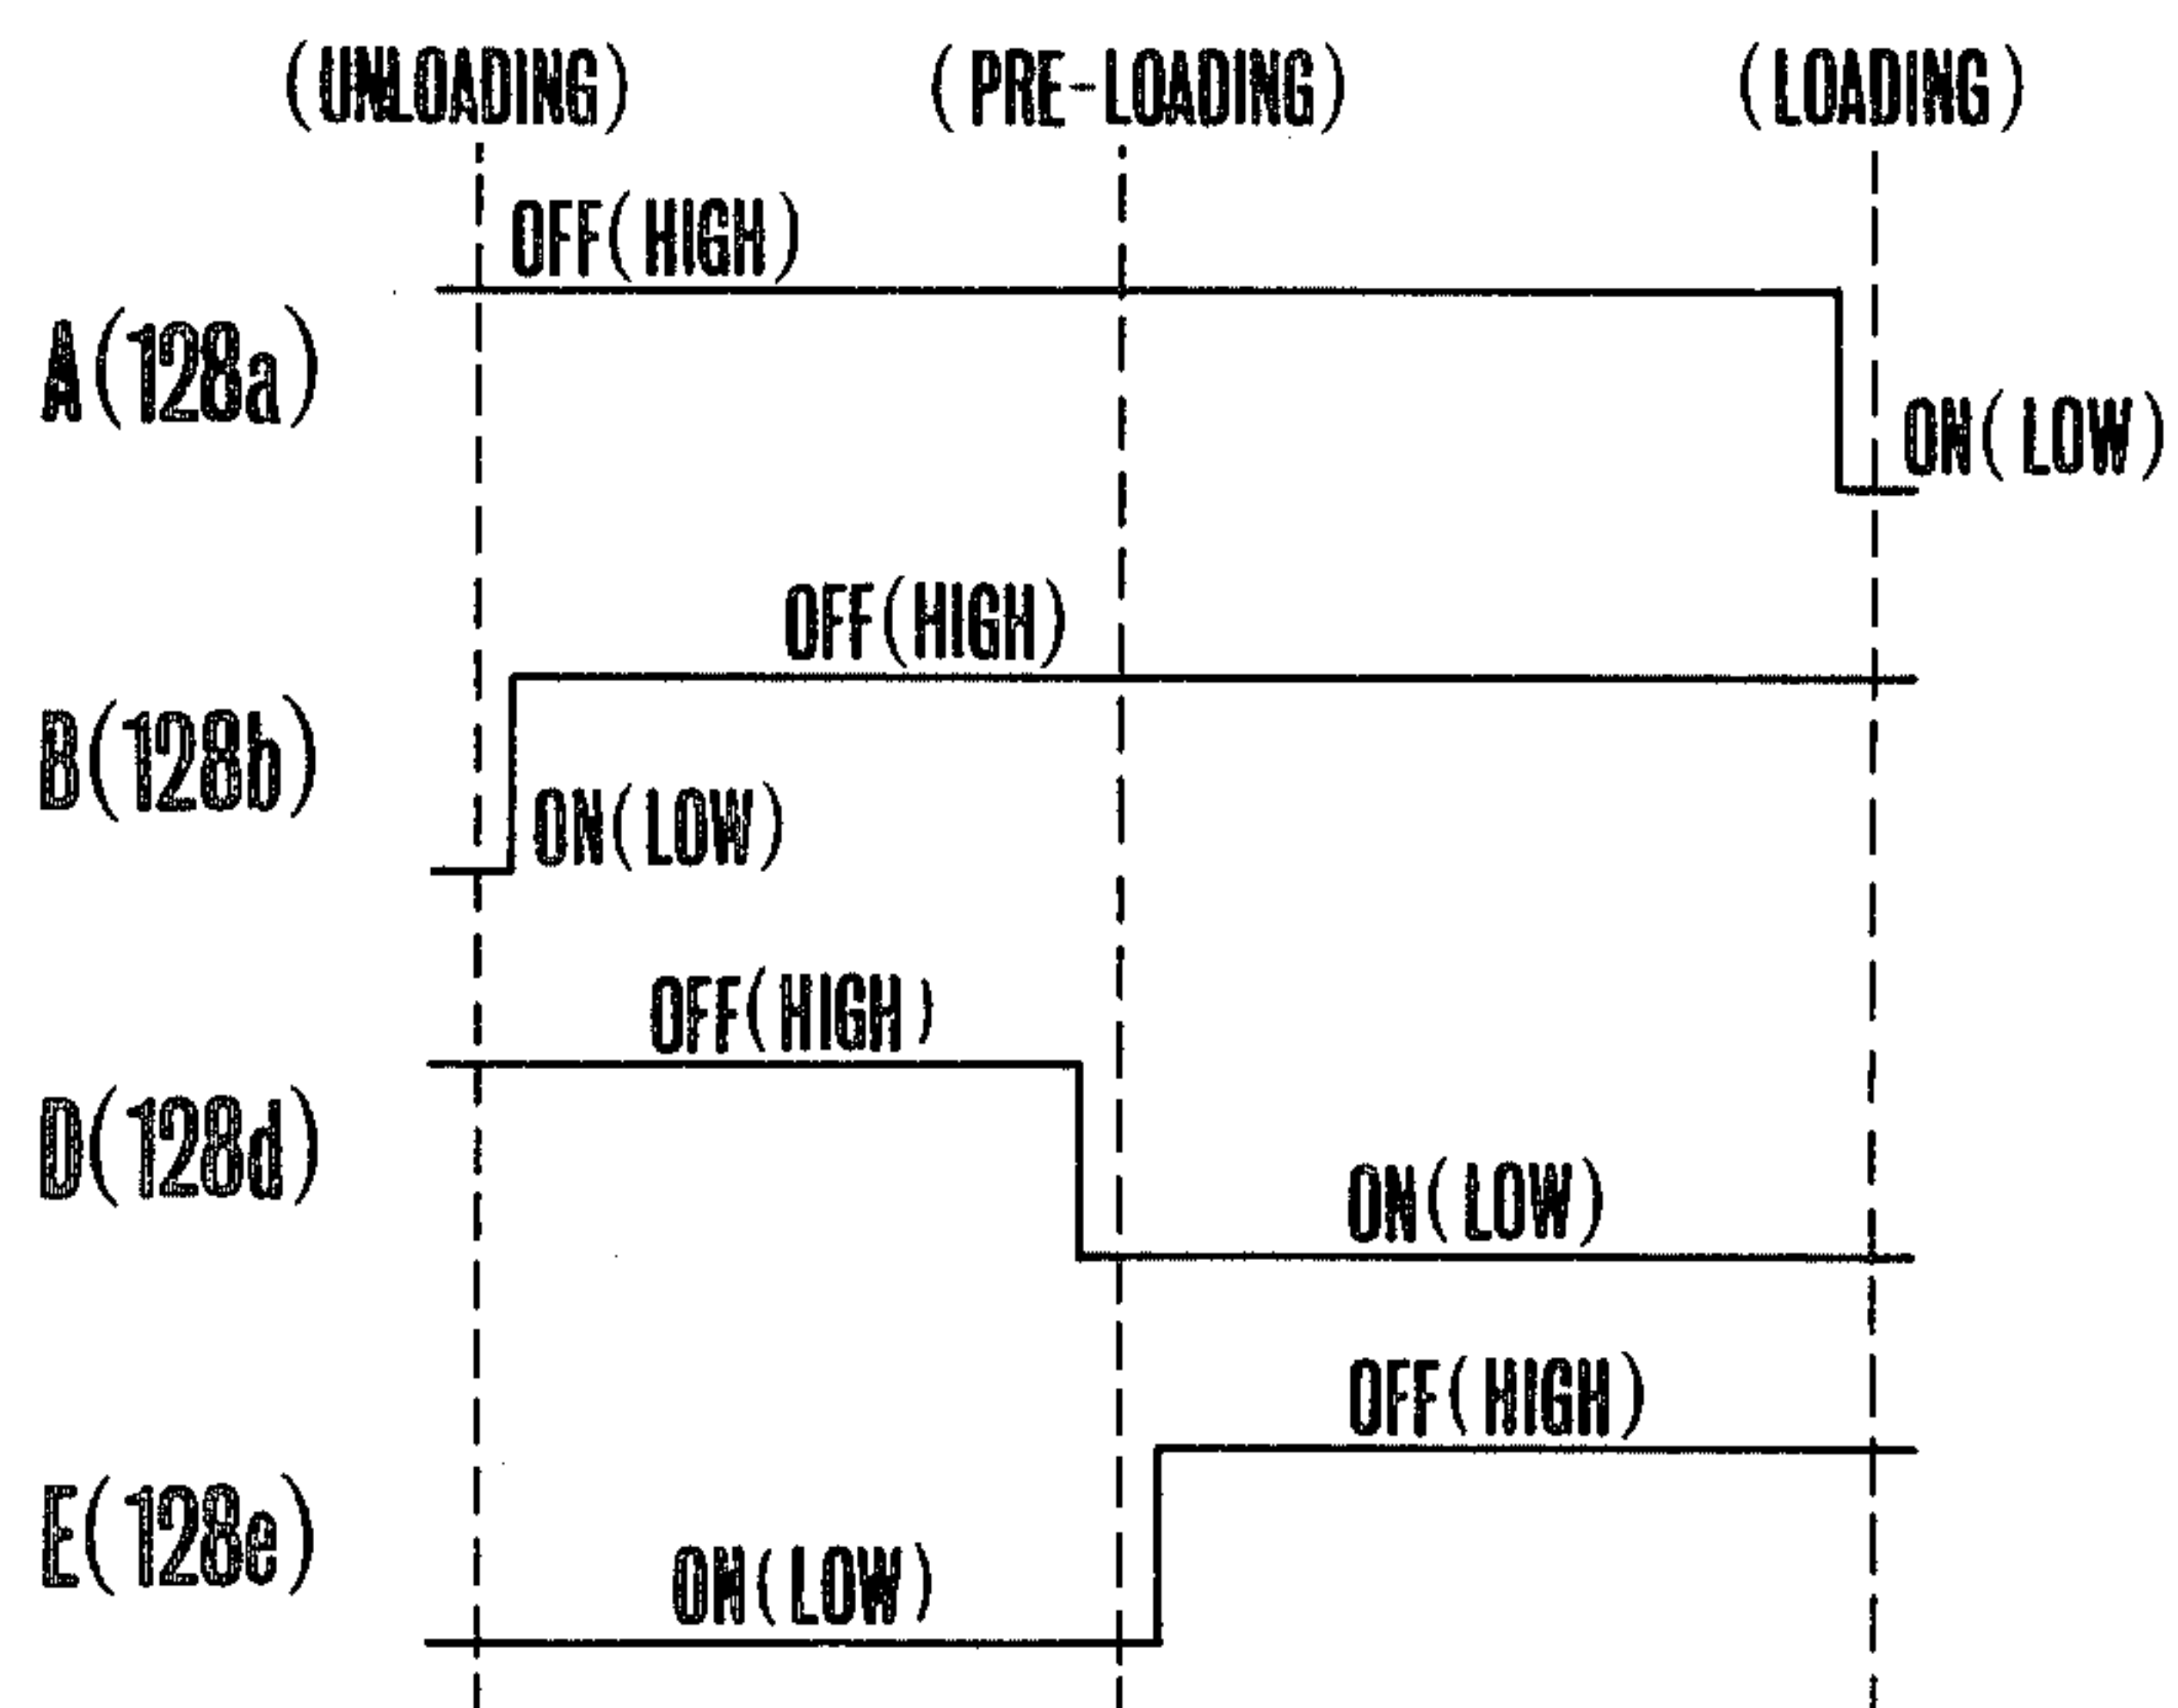 (UNLOADING) (PRE-LOADING) (LOADING)
OFF(HIGH)
A(128a)
ON(LOW)
OFF(HIGH)
B(128b)
ON(LOW)
OFF(HIGH)
D(128d)
ON(LOW)
OFF(HIGH)
E(128e)
ON(LOW)